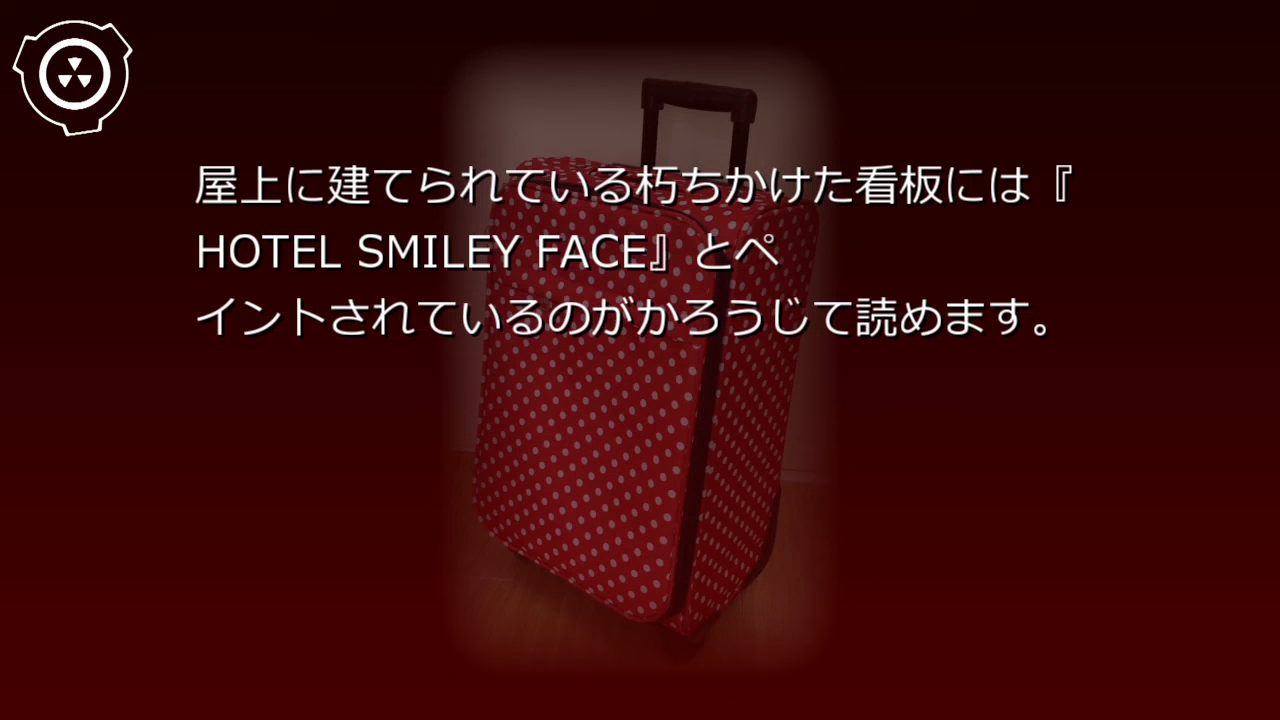 屋上に建てられている朽ちかけた看板には『
HOTEL SMILEY FACE』とペ
イントされているのがかろうじて読めます。